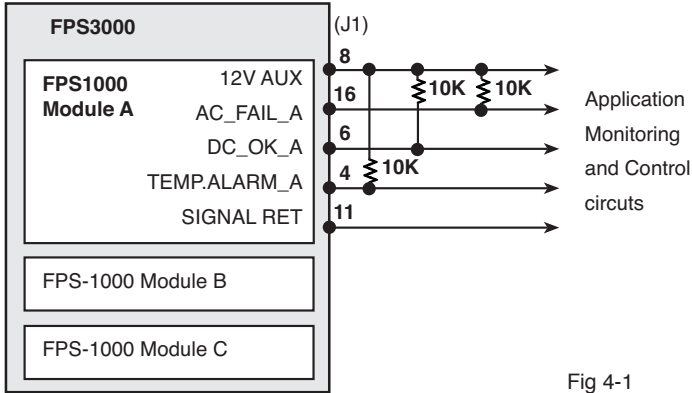 FPS3000
(J1)
FPS1000
Module A
12V AUX
8
AC_FAIL_A
16
DC_OK_A
6
TEMP.ALARM_A
4
SIGNAL RET
11
10K
10K
10K
Application
Monitoring
and Control
circuts
FPS-1000 Module B
FPS-1000 Module C
Fig 4-1